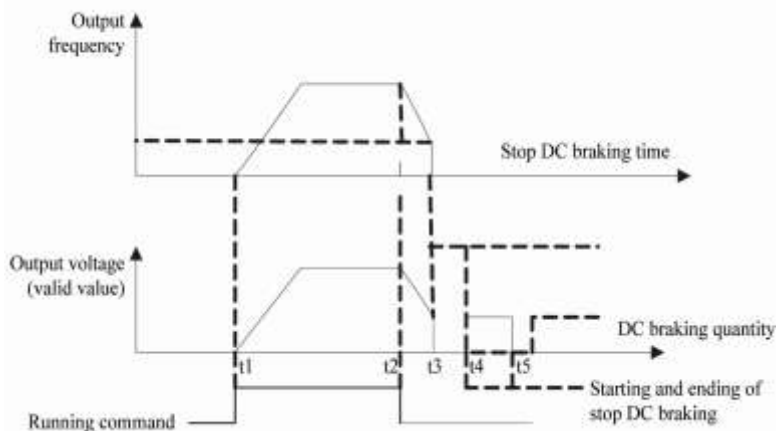 Output
frequency
Stop DC braking time
Output voltage
(valid value)
DC braking quantity
t1
t2
t3
t4
t5
Starting and ending of
stop DC braking
Running command